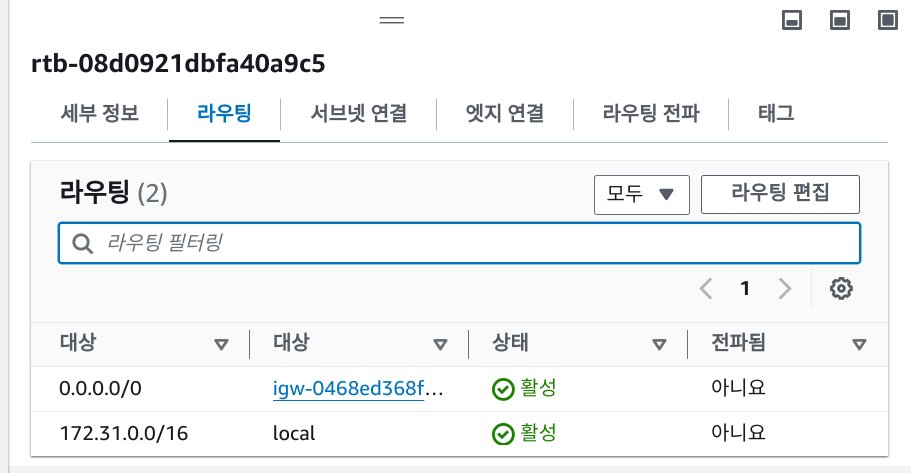 rtb-08d0921dbfa40a9c5
세부 정보 라우팅 서브넷 연결 엣지 연결 라우팅 전파 태그
라우팅 (2) 모두 라우팅 편집
라우팅 필터링
1
대상 대상 상태 전파됨
0.0.0.0/0 igw-0468ed368f... 활성 아니요
172.31.0.0/16 local 활성 아니요